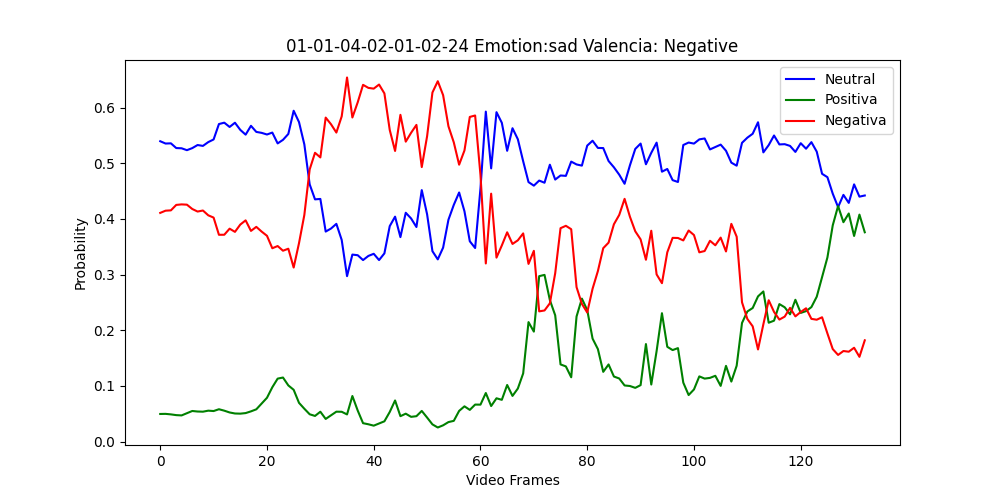 01-01-04-02-01-02-24 Emotion:sad Valencia: Negative
Neutral
Positiva
Negativa
Probability
0.6
0.5
0.4
0.3
0.2
0.1
0.0
0 20 40 60 80 100 120
Video Frames